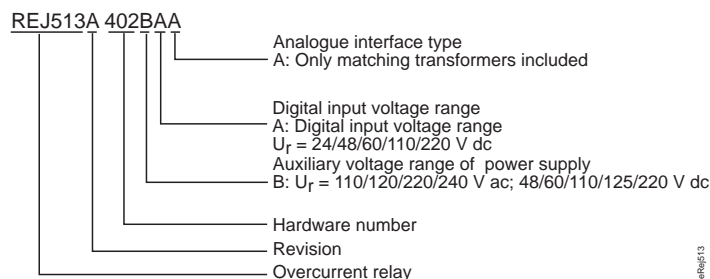 REJ513A 402BAA
Analogue interface type
A: Only matching transformers included
Digital input voltage range
A: Digital input voltage range
Ur = 24/48/60/110/220 V dc
Auxiliary voltage range of power supply
B: Ur = 110/120/220/240 V ac; 48/60/110/125/220 V dc
Hardware number
Revision
Overcurrent relay
eRej513